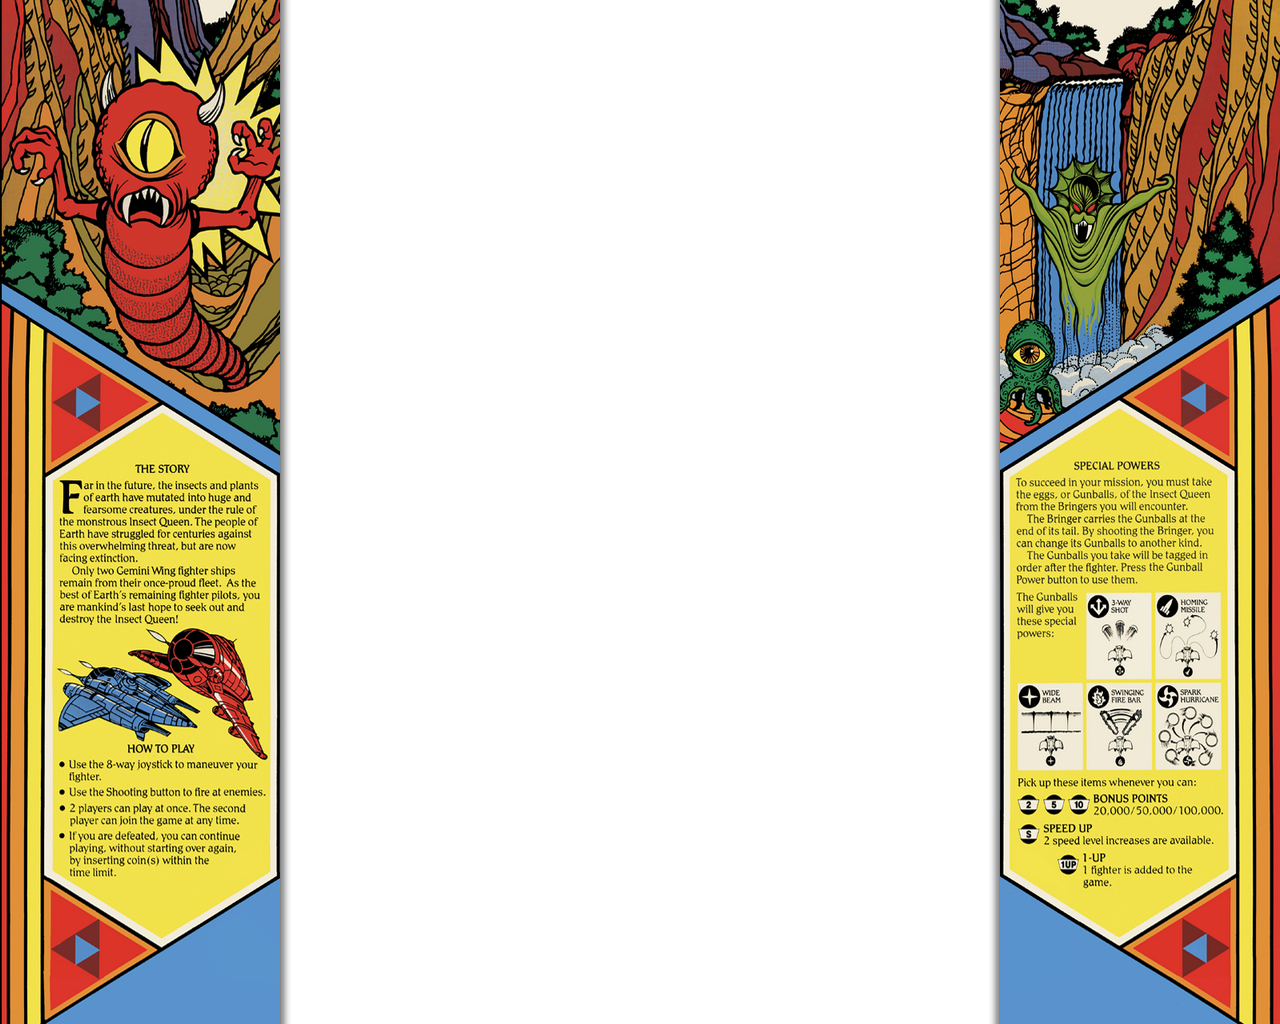 THE STORY
Far in the future, the insects and plants
of earth have mutated into huge and
fearsome creatures, under the rule of
the monstrous Insect Queen. The people of
Earth have struggled for centuries against
this overwhelming threat, but are now
facing extinction.
Only two Gemini Wing fighter ships
remain from their once-proud fleet. As the
best of Earth's remaining fighter pilots, you
are mankind's last hope to seek out and
destroy the Insect Queen!
HOW TO PLAY
• Use the 8-way joystick to maneuver your
fighter.
• Use the Shooting button to fire at enemies.
• 2 players can play at once. The second
player can join the game at any time.
• If you are defeated, you can continue
playing, without starting over again,
by inserting coin(s) within the
time limit.
SPECIAL POWERS
To succeed in your mission, you must take
the eggs, or Gunballs, of the Insect Queen
from the Bringers you will encounter.
The Bringer carries the Gunballs at the
end of its tail. By shooting the Bringer, you
can change its Gunballs to another kind.
The Gunballs you take will be tagged in
order after the fighter. Press the Gunball
Power button to use them.
The Gunballs
will give you
these special
powers:
3-WAY
SHOT
HOMING
MISSILE
WIDE
BEAM
SWINGING
FIRE BAR
SPARK
HURRICANE
Pick up these items whenever you can:
2 5 10 BONUS POINTS
20,000/50,000/100,000.
S SPEED UP
2 speed level increases are available.
1UP 1-UP
1 fighter is added to the
game.